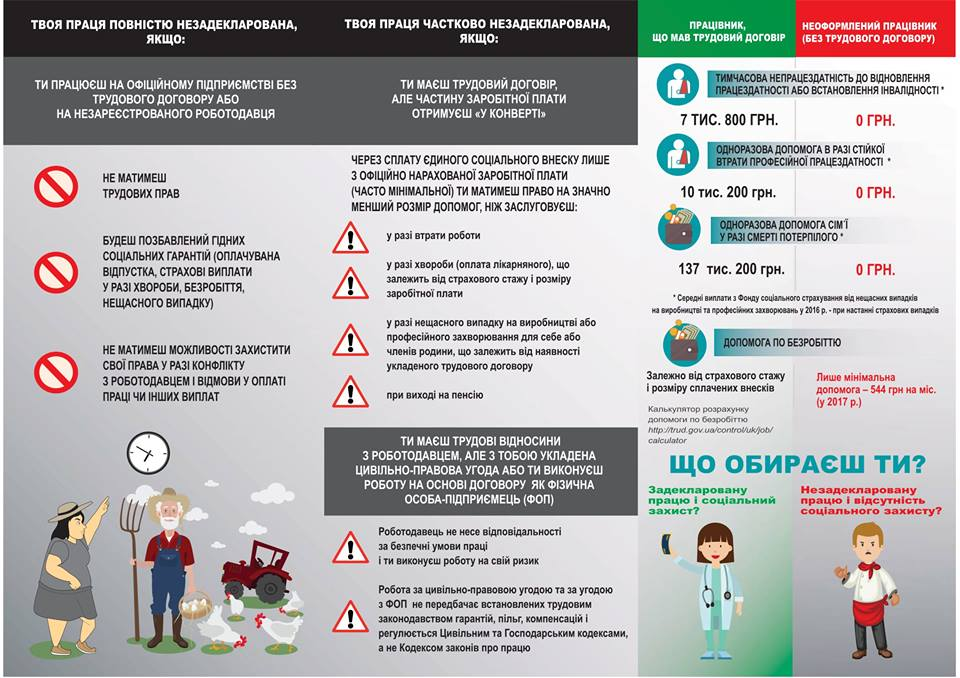 ТВОЯ ПРАЦЯ ПОВНІСТЮ НЕЗАДЕКЛАРОВАНА,
ЯКЩО:
ТИ ПРАЦЮЄШ НА ОФІЦІЙНОМУ ПІДПРИЄМСТВІ БЕЗ
ТРУДОВОГО ДОГОВОРУ АБО
НА НЕЗАРЕЄСТРОВАНОГО РОБОТОДАВЦЯ
НЕ МАТИМЕШ
ТРУДОВИХ ПРАВ
БУДЕШ ПОЗБАВЛЕНИЙ ГІДНИХ
СОЦІАЛЬНИХ ГАРАНТІЙ (ОПЛАЧУВАНА
ВІДПУСТКА, СТРАХОВІ ВИПЛАТИ
У РАЗІ ХВОРОБИ, БЕЗРОБІТТЯ,
НЕЩАСНОГО ВИПАДКУ)
НЕ МАТИМЕШ МОЖЛИВОСТІ ЗАХИСТИТИ
СВОЇ ПРАВА У РАЗІ КОНФЛІКТУ
З РОБОТОДАВЦЕМ І ВІДМОВИ У ОПЛАТІ
ПРАЦІ ЧИ ІНШИХ ВИПЛАТ
ТВОЯ ПРАЦЯ ЧАСТКОВО НЕЗАДЕКЛАРОВАНА,
ЯКЩО:
ТИ МАЄШ ТРУДОВИЙ ДОГОВІР,
АЛЕ ЧАСТИНУ ЗАРОБІТНОЇ ПЛАТИ
ОТРИМУЄШ «У КОНВЕРТІ»
ЧЕРЕЗ СПЛАТУ ЄДИНОГО СОЦІАЛЬНОГО ВНЕСКУ ЛИШЕ
З ОФІЦІЙНО НАРАХОВАНОЇ ЗАРОБІТНОЇ ПЛАТИ
(ЧАСТО МІНІМАЛЬНОЇ) ТИ МАТИМЕШ ПРАВО НА ЗНАЧНО
МЕНШИЙ РОЗМІР ДОПОМОГ, НІЖ ЗАСЛУГОВУЄШ:
у разі втрати роботи
у разі хвороби (оплата лікарняного), що
залежить від страхового стажу і розміру
заробітної плати
у разі нещасного випадку на виробництві або
професійного захворювання для себе або
членів родини, що залежить від наявності
укладеного трудового договору
при виході на пенсію
ТИ МАЄШ ТРУДОВІ ВІДНОСИНИ
З РОБОТОДАВЦЕМ, АЛЕ З ТОБОЮ УКЛАДЕНА
ЦИВІЛЬНО-ПРАВОВА УГОДА АБО ТИ ВИКОНУЄШ
РОБОТУ НА ОСНОВІ ДОГОВОРУ ЯК ФІЗИЧНА
ОСОБА-ПІДПРИЄМЕЦЬ (ФОП)
Роботодавець не несе відповідальності
за безпечні умови праці
і ти виконуєш роботу на свій ризик
Робота за цивільно-правовою угодою та за угодою
з ФОП не передбачає встановлених трудовим
законодавством гарантій, пільг, компенсацій і
регулюється Цивільним та Господарським кодексами,
а не Кодексом законів про працю
ПРАЦІВНИК,
ЩО МАВ ТРУДОВИЙ ДОГОВІР
НЕОФОРМЛЕНИЙ ПРАЦІВНИК
(БЕЗ ТРУДОВОГО ДОГОВОРУ)
ТИМЧАСОВА НЕПРАЦЕЗДАТНІСТЬ ДО ВІДНОВЛЕННЯ
ПРАЦЕЗДАТНОСТІ АБО ВСТАНОВЛЕННЯ ІНВАЛІДНОСТІ *
7 ТИС. 800 ГРН.
0 ГРН.
ОДНОРАЗОВА ДОПОМОГА В РАЗІ СТІЙКОЇ
ВТРАТИ ПРОФЕСІЙНОЇ ПРАЦЕЗДАТНОСТІ *
10 тис. 200 грн.
0 ГРН.
ОДНОРАЗОВА ДОПОМОГА СІМ´Ї
У РАЗІ СМЕРТІ ПОТЕРПІЛОГО *
137 тис. 200 грн.
0 ГРН.
* Середні виплати з Фонду соціального страхування від нещасних випадків
на виробництві та професійних захворювань у 2016 р. - при настанні страхових випадків
ДОПОМОГА ПО БЕЗРОБІТТЮ
Залежно від страхового стажу
і розміру сплачених внесків
Лише мінімальна
допомога – 544 грн на міс.
(у 2017 р.)
Калькулятор розрахунку
допомоги по безробіттю
http://trud.gov.ua/control/uk/job/
calculator
ЩО ОБИРАЄШ ТИ?
Задекларовану
працю і соціальний
захист?
Незадекларовану
працю і відсутність
соціального захисту?